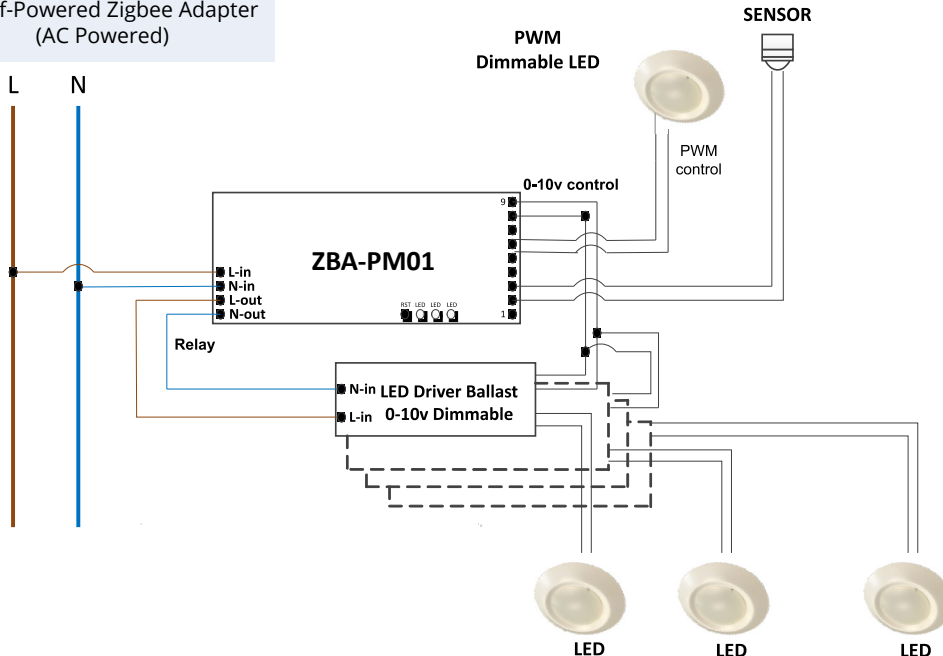 f-Powered Zigbee Adapter
(AC Powered)
L N
PWM
Dimmable LED
SENSOR
PWM
control
0-10v control
9
ZBA-PM01
L-in
N-in
L-out
N-out
RST LED LED LED
1
Relay
N-in LED Driver Ballast
L-in 0-10v Dimmable
LED
LED
LED